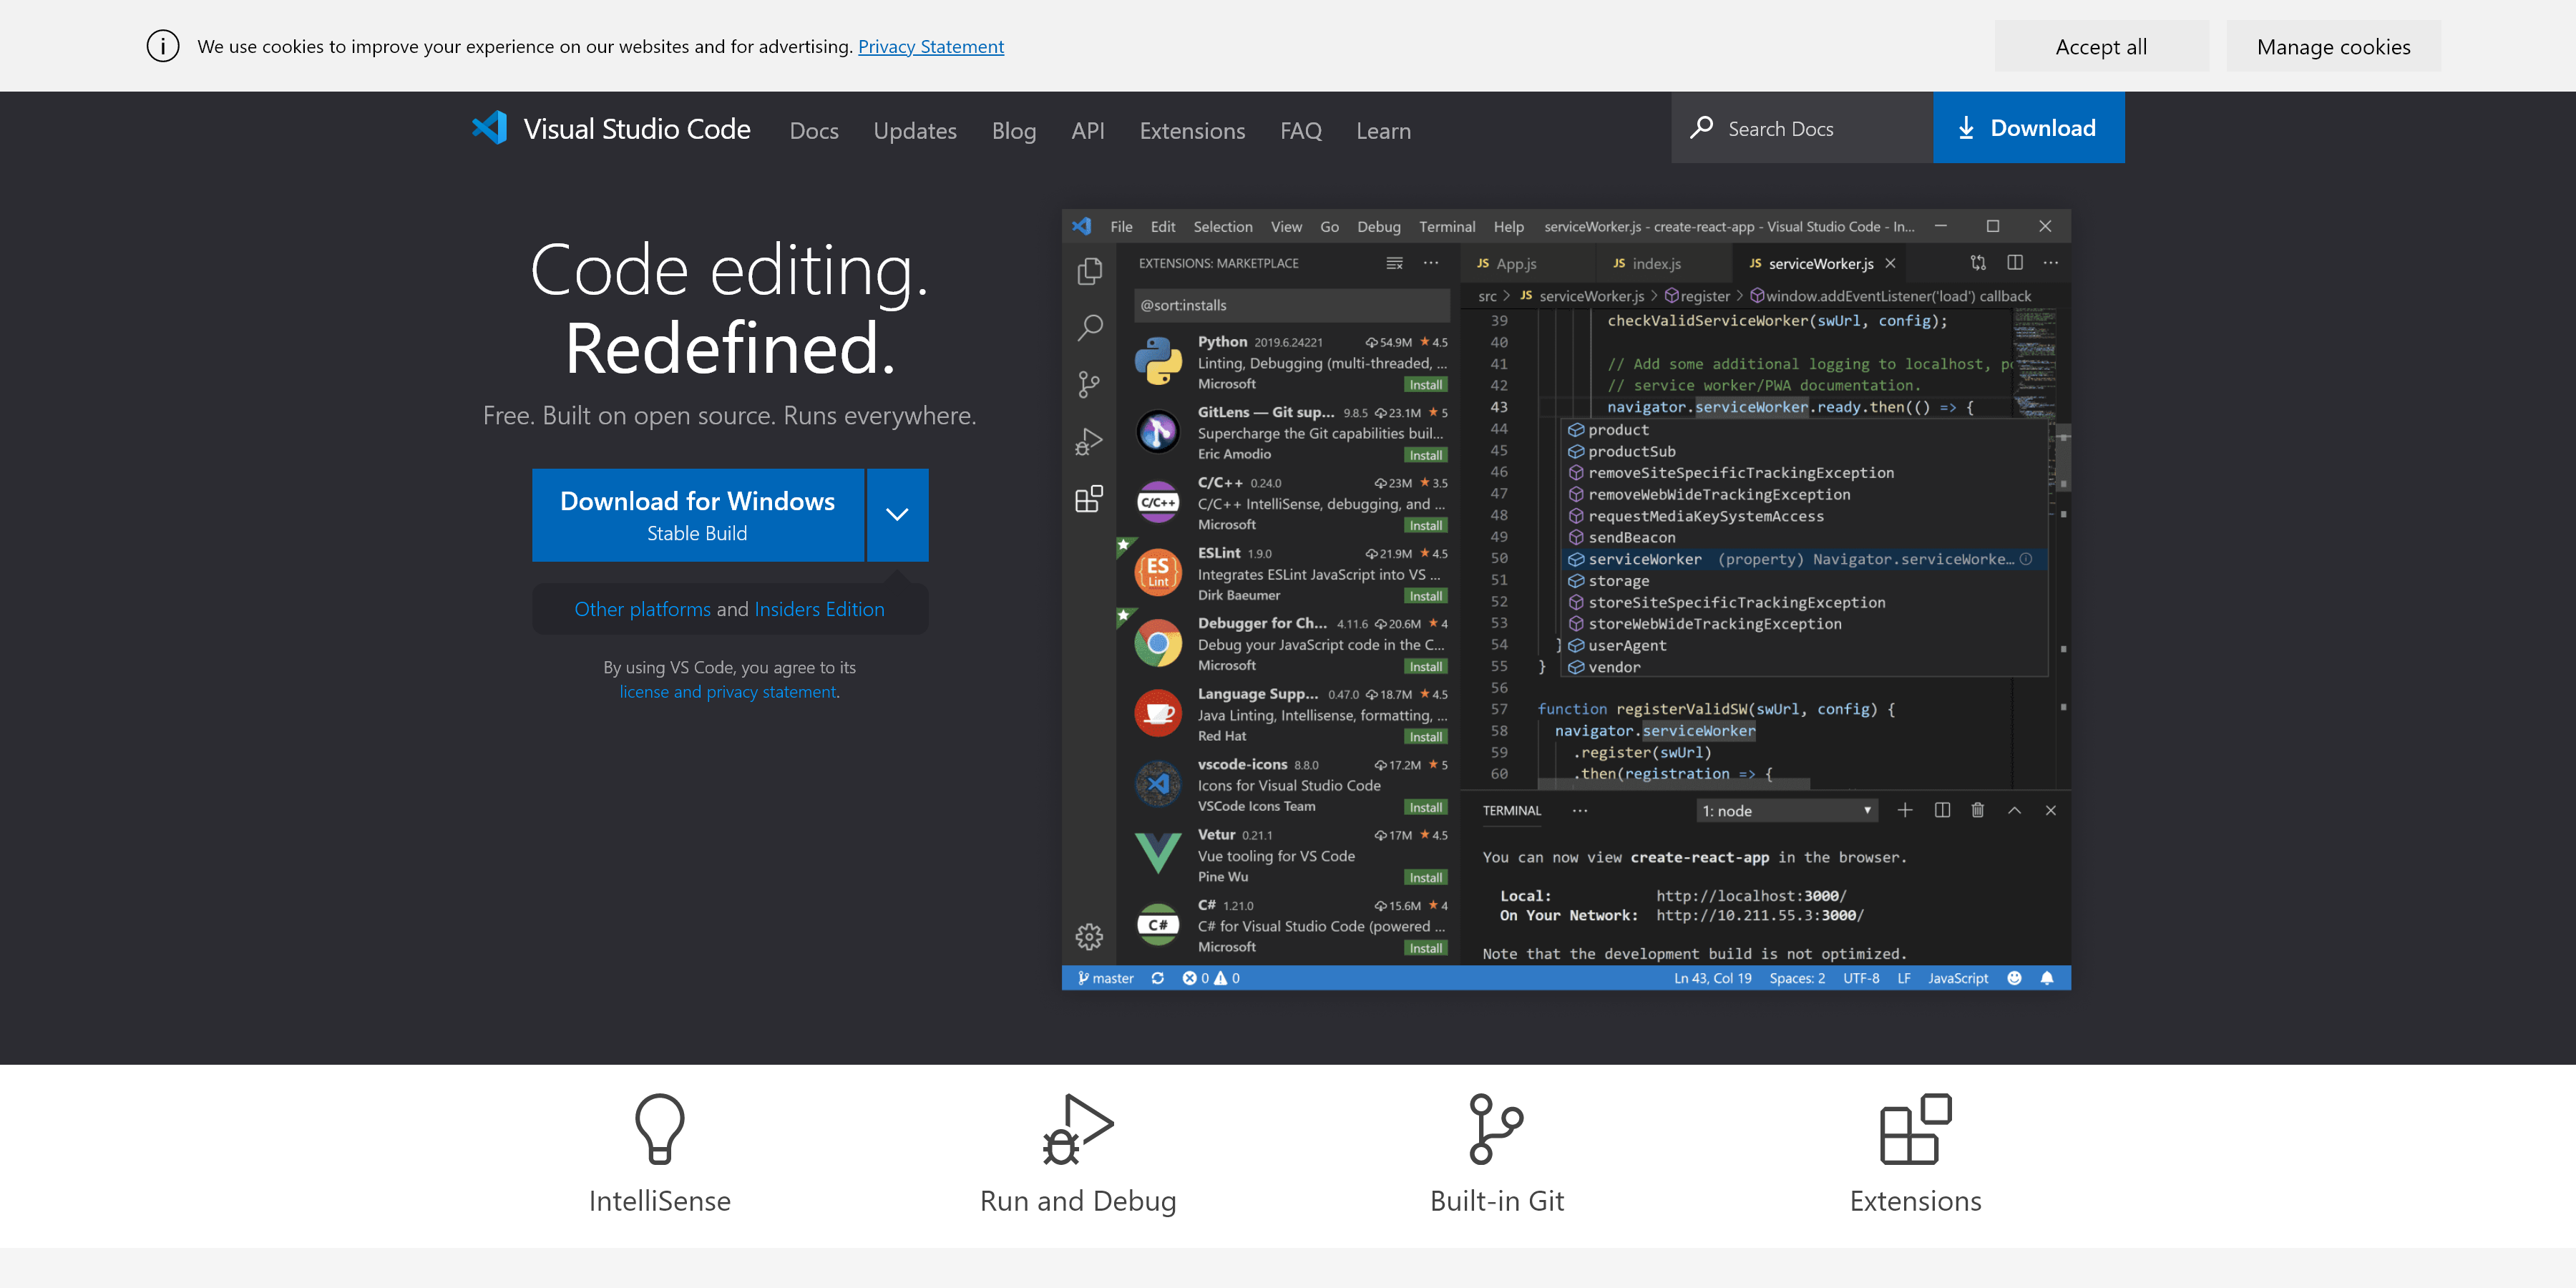 We use cookies to improve your experience on our websites and for advertising. Privacy Statement
Accept all
Manage cookies
Visual Studio Code
Docs
Updates
Blog
API
Extensions
FAQ
Learn
Search Docs
Download
Code editing.
Redefined.
Free. Built on open source. Runs everywhere.
Download for Windows
Stable Build
Other platforms and Insiders Edition
By using VS Code, you agree to its
license and privacy statement.
File Edit Selection View Go Debug Terminal Help serviceWorker.js - create-react-app - Visual Studio Code - In...
EXTENSIONS: MARKETPLACE
@sort:installs
Python 2019.6.24221 54.9M 4.5
Linting, Debugging (multi-threaded, ...
Microsoft Install
GitLens — Git sup... 9.8.5 23.1M 5
Supercharge the Git capabilities buil...
Eric Amodio Install
C/C++ 0.24.0 23M 3.5
C/C++
C/C++ IntelliSense, debugging, and ...
Microsoft Install
ESLint 1.9.0 21.9M 4.5
ES
Lint
Integrates ESLint JavaScript into VS ...
Dirk Baeumer Install
Debugger for Ch... 4.11.6 20.6M 4
Debug your JavaScript code in the C...
Microsoft Install
Language Supp... 0.47.0 18.7M 4.5
Java Linting, Intellisense, formatting, ...
Red Hat Install
vscode-icons 8.8.0 17.2M 5
Icons for Visual Studio Code
VSCode Icons Team Install
Vetur 0.21.1 17M 4.5
Vue tooling for VS Code
Pine Wu Install
C# 1.21.0 15.6M 4
C#
C# for Visual Studio Code (powered ...
Microsoft Install
JS App.js JS index.js JS serviceWorker.js
src > JS serviceWorker.js > register > window.addEventListener('load') callback
39 checkValidServiceWorker(swUrl, config);
40
41 // Add some additional logging to localhost, po
42 // service worker/PWA documentation.
43 navigator.serviceWorker.ready.then(() => {
44 product
45 productSub
46 removeSiteSpecificTrackingException
47 removeWebWideTrackingException
48 requestMediaKeySystemAccess
49 sendBeacon
50 serviceWorker (property) Navigator.serviceWorke...
51 storage
52 storeSiteSpecificTrackingException
53 storeWebWideTrackingException
54 } userAgent
55 } vendor
56
57 function registerValidSW(swUrl, config) {
58 navigator.serviceWorker
59 .register(swUrl)
60 .then(registration => {
TERMINAL ... 1: node
You can now view create-react-app in the browser.
Local: http://localhost:3000/
On Your Network: http://10.211.55.3:3000/
Note that the development build is not optimized.
master 0 0 Ln 43, Col 19 Spaces: 2 UTF-8 LF JavaScript
IntelliSense
Run and Debug
Built-in Git
Extensions